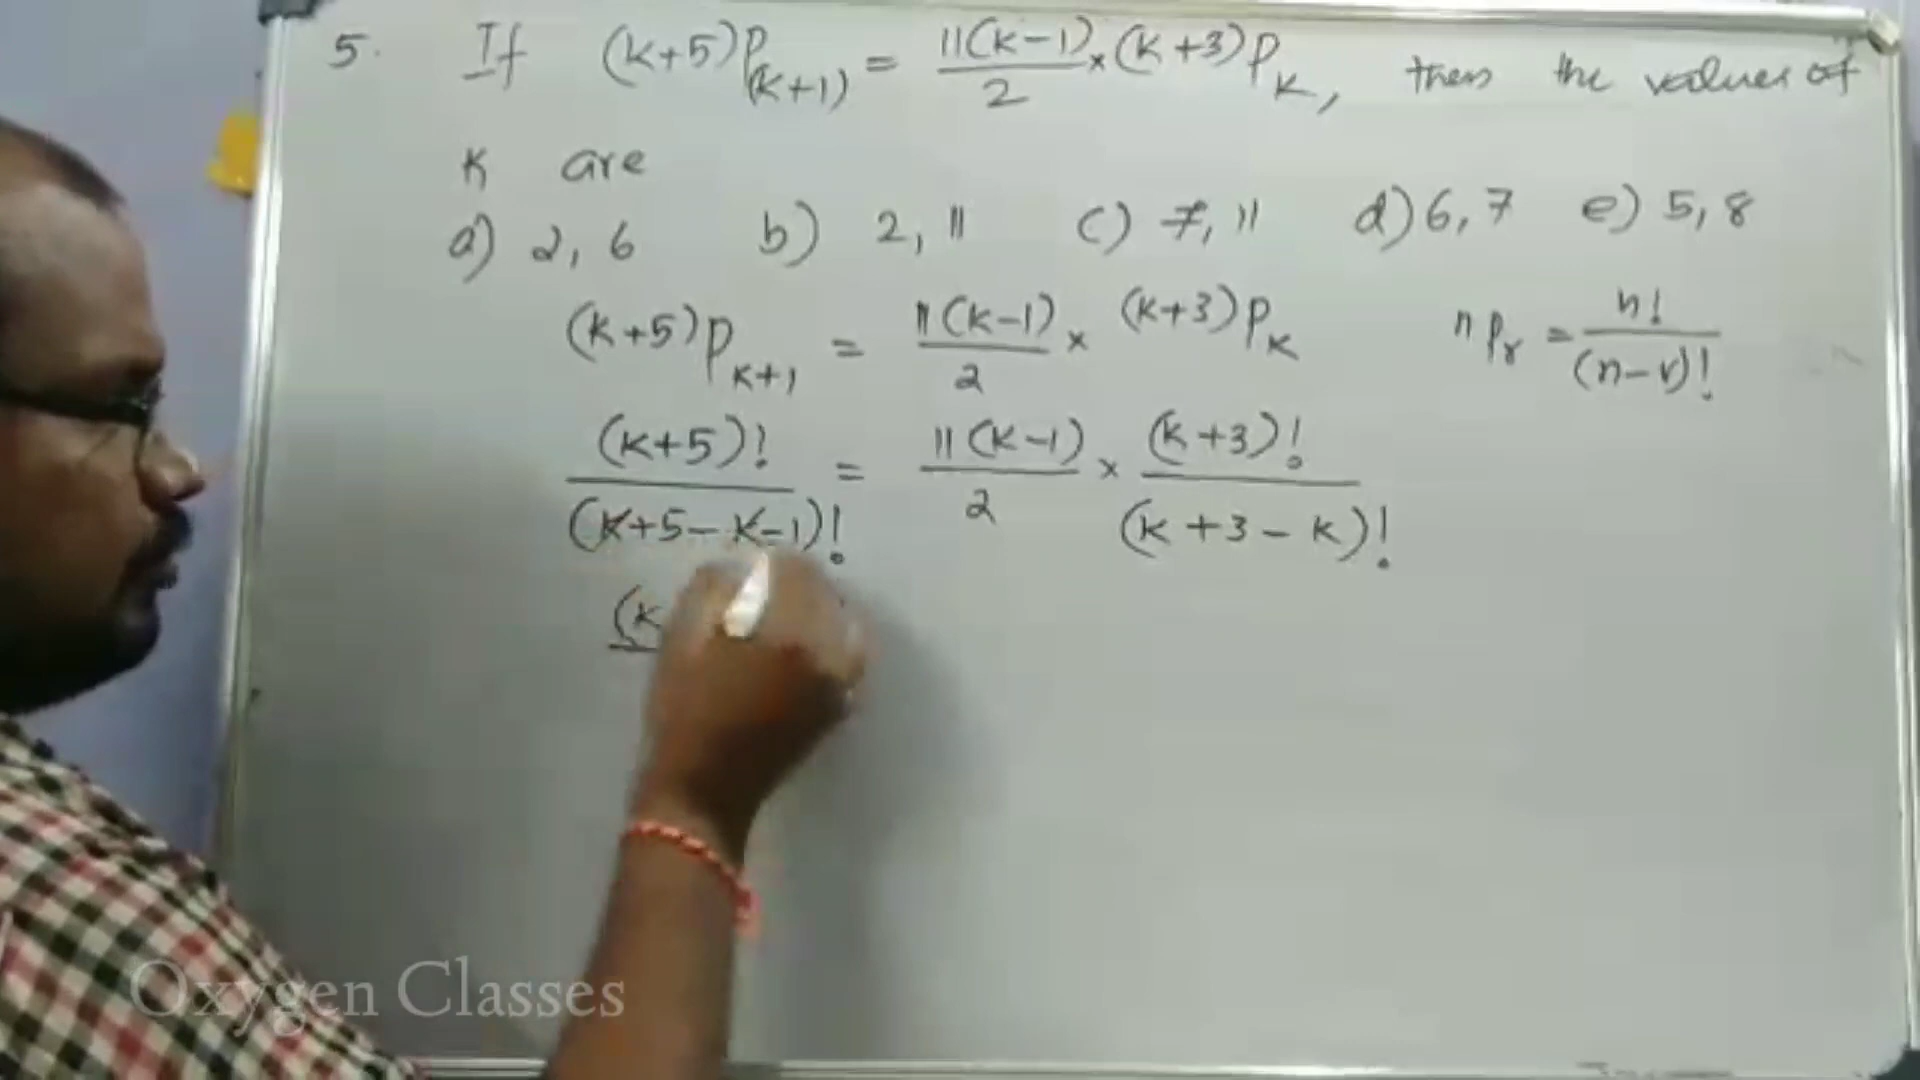 5. If (k+5)P(k+1) = 11(k-1)/2 × (k+3)Pk, then the values of
k are
a) 2, 6 b) 2, 11 c) 7, 11 d) 6, 7 e) 5, 8
(k+5)Pk+1 = 11(k-1)/2 × (k+3)Pk nPr = n!/(n-r)!
(k+5)!/(k+5-k-1)! = 11(k-1)/2 × (k+3)!/(k+3-k)!
(k
Oxygen Classes